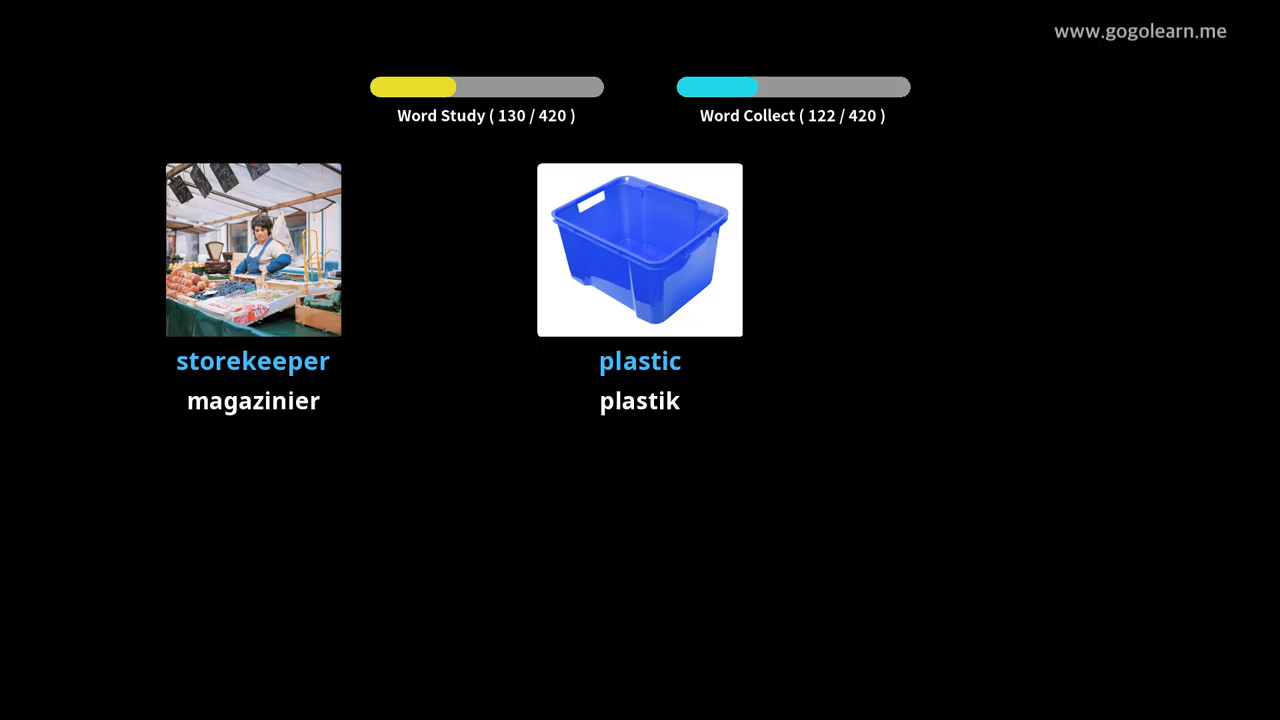 www.gogolearn.me
Word Study ( 130 / 420 )
Word Collect ( 122 / 420 )
storekeeper
magazinier
plastic
plastik